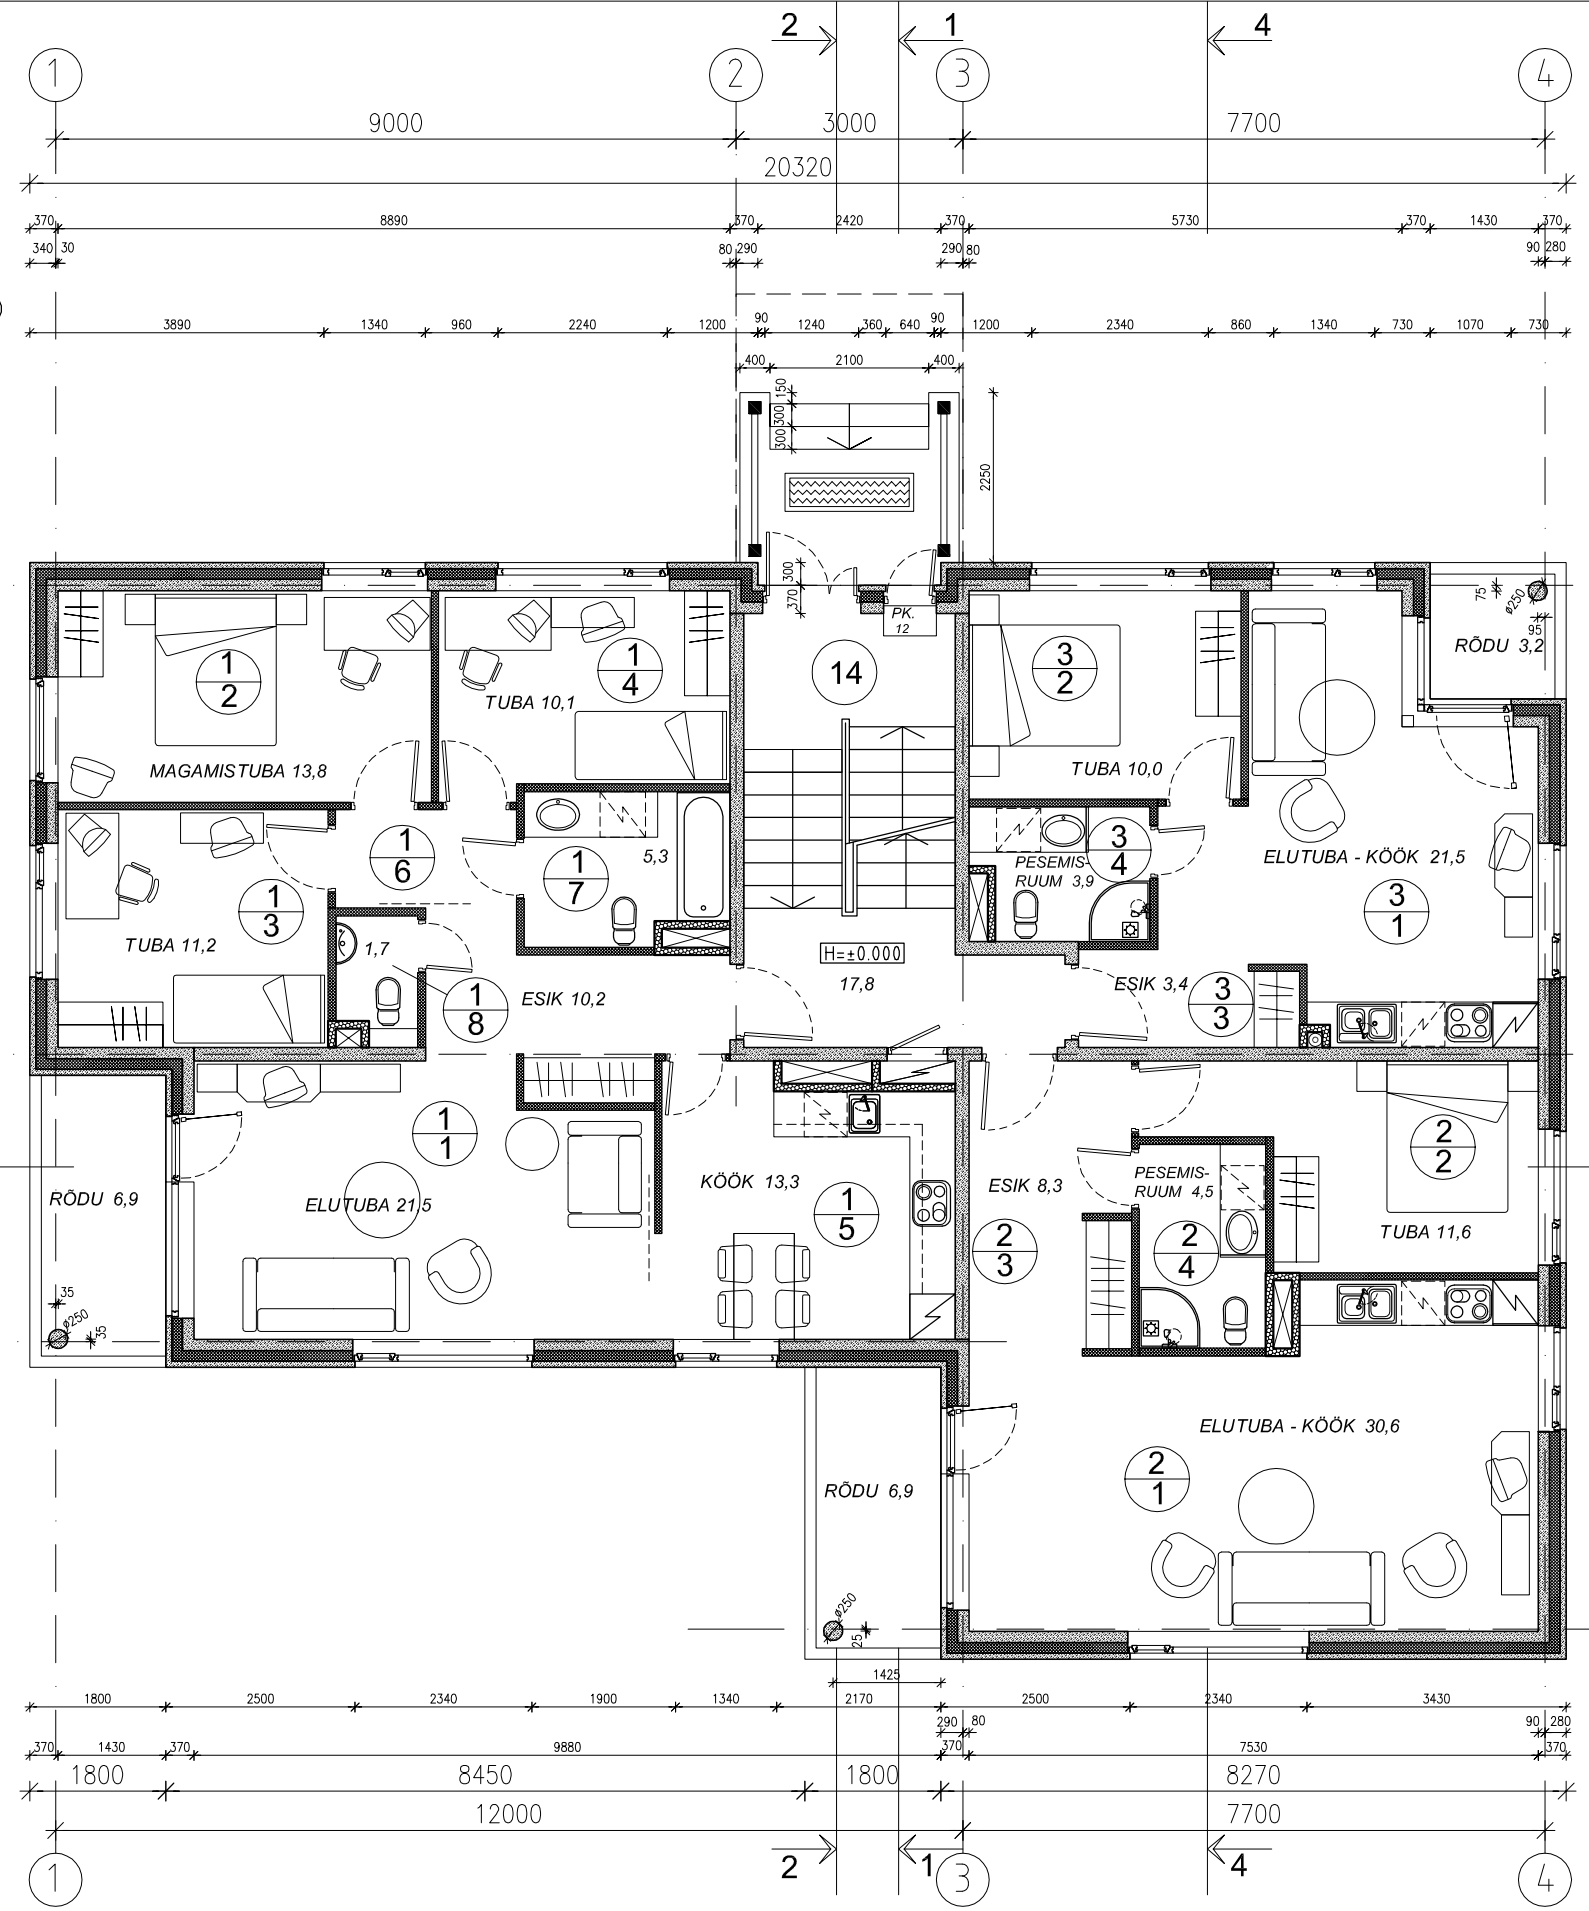 2 1 4
1 2 3 4
9000 3000 7700
20320
370 8890 370 2420 370 5730 370 1430 370
340 30 80 290 290 80 90 280
3890 1340 960 2240 1200 90 1240 360 640 90 1200 2340 860 1340 730 1070 730
400 2100 400
150
300
300
2250
300
370
PK.
12
75
ø250
95
RÕDU 3,2
1
2
1
4
14
3
2
TUBA 10,1
MAGAMISTUBA 13,8
TUBA 10,0
1
6
1
7
5,3
3
4
PESEMIS-
RUUM 3,9
ELUTUBA - KÖÖK 21,5
3
1
1
3
TUBA 11,2
1,7
H=±0.000
17,8
1
8
ESIK 10,2
ESIK 3,4
3
3
1
1
2
2
RÕDU 6,9
ELUTUBA 21,5
KÖÖK 13,3
1
5
ESIK 8,3
PESEMIS-
RUUM 4,5
TUBA 11,6
2
3
2
4
35
ø250
35
ELUTUBA - KÖÖK 30,6
2
1
RÕDU 6,9
ø250
25
1425
1800 2500 2340 1900 1340 2170 2500 2340 3430
290 80 90 280
370 1430 370 9880 370 7530 370
1800 8450 1800 8270
12000 7700
2 1 4
1 3 4